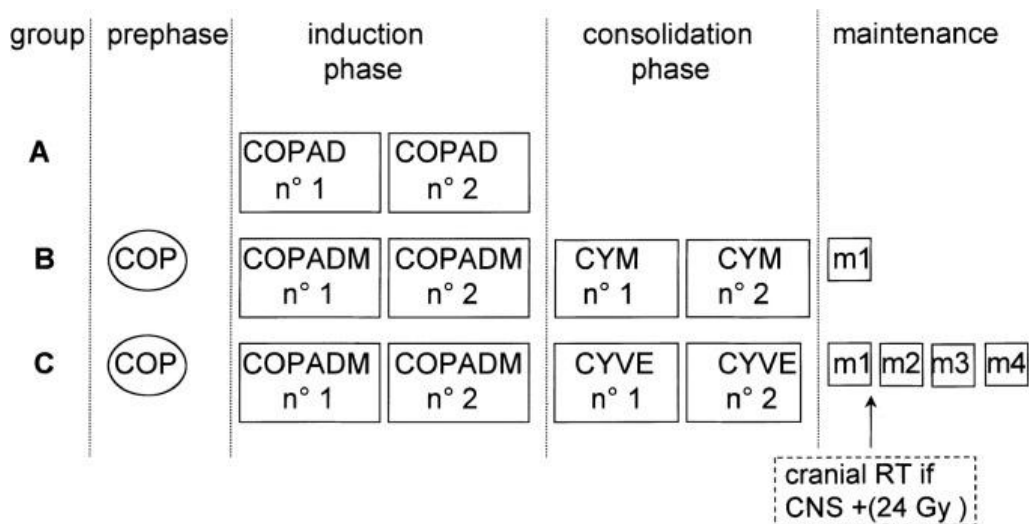 group prephase induction phase consolidation phase maintenance
A COPAD n° 1 COPAD n° 2
B COP COPADM n° 1 COPADM n° 2 CYM n° 1 CYM n° 2 m1
C COP COPADM n° 1 COPADM n° 2 CYVE n° 1 CYVE n° 2 m1 m2 m3 m4
cranial RT if
CNS +(24 Gy )